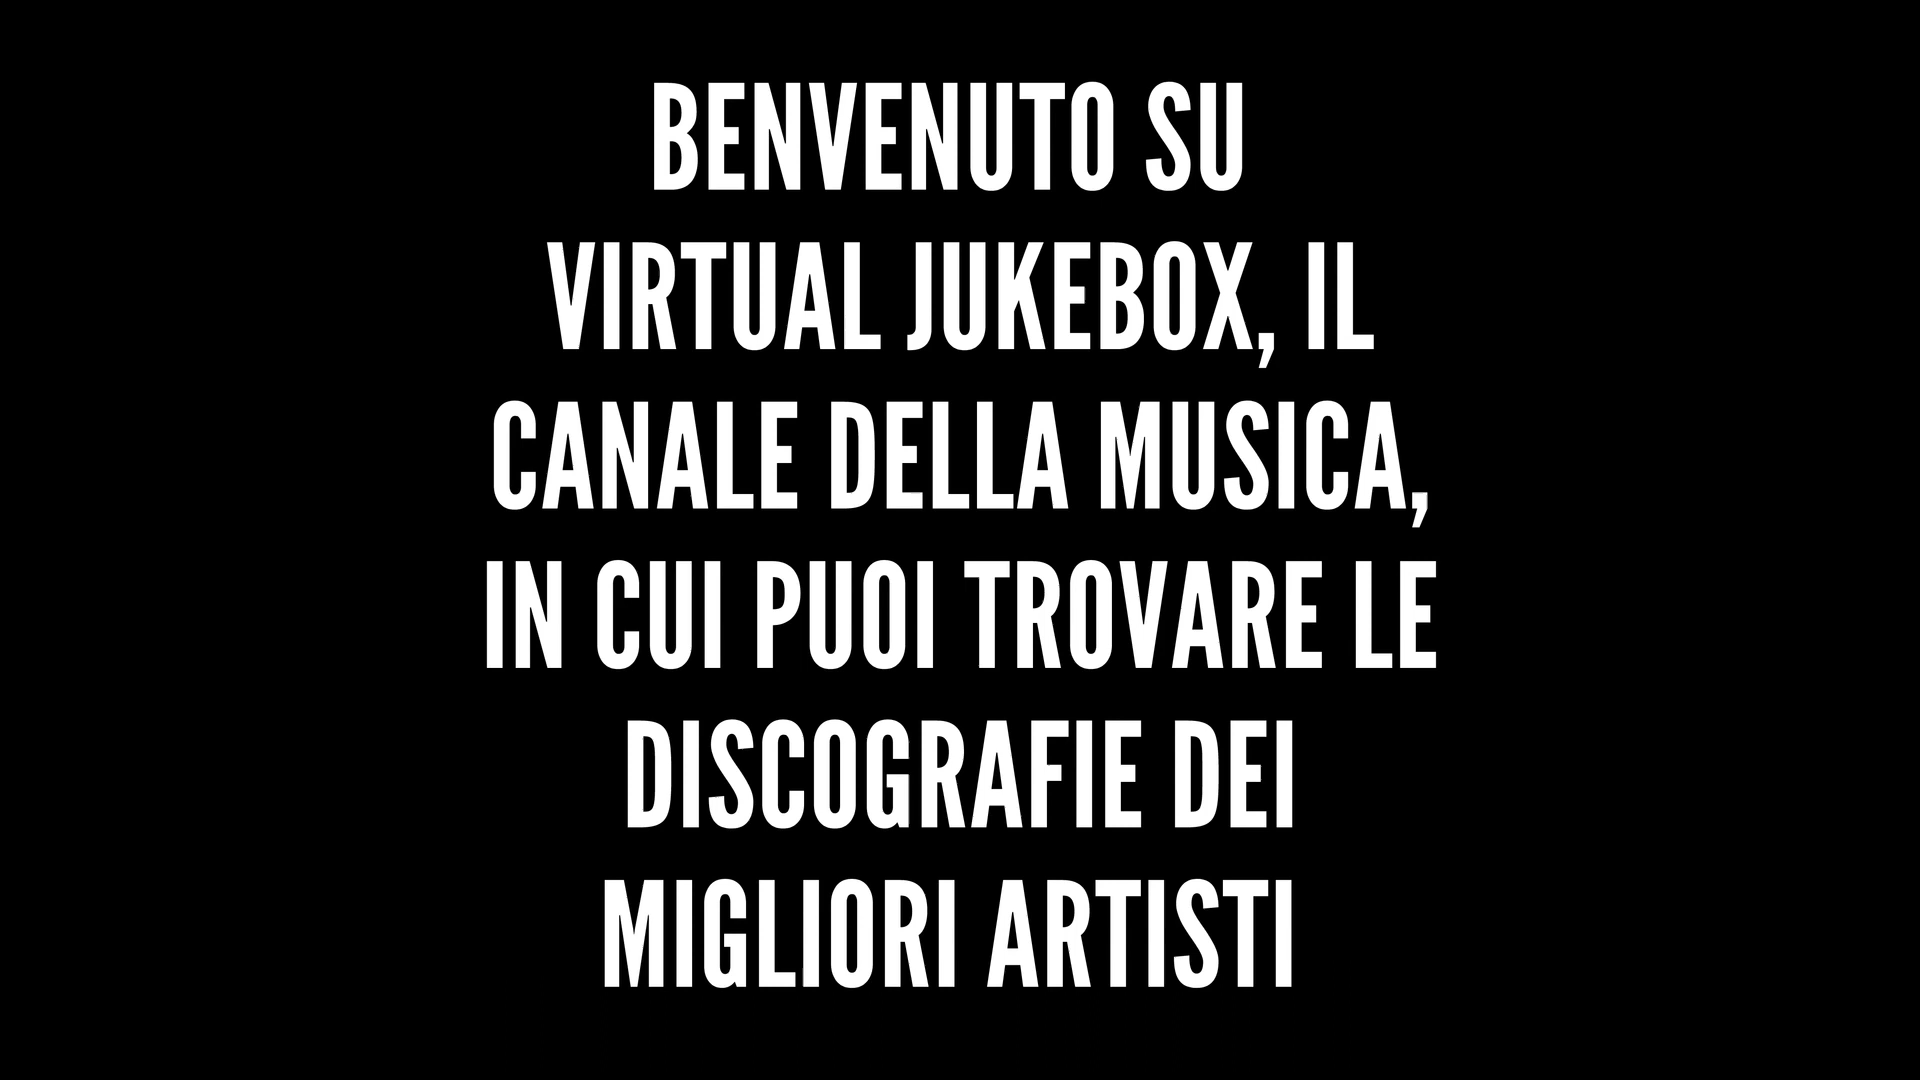 BENVENUTO SU
VIRTUAL JUKEBOX, IL
CANALE DELLA MUSICA,
IN CUI PUOI TROVARE LE
DISCOGRAFIE DEI
MIGLIORI ARTISTI